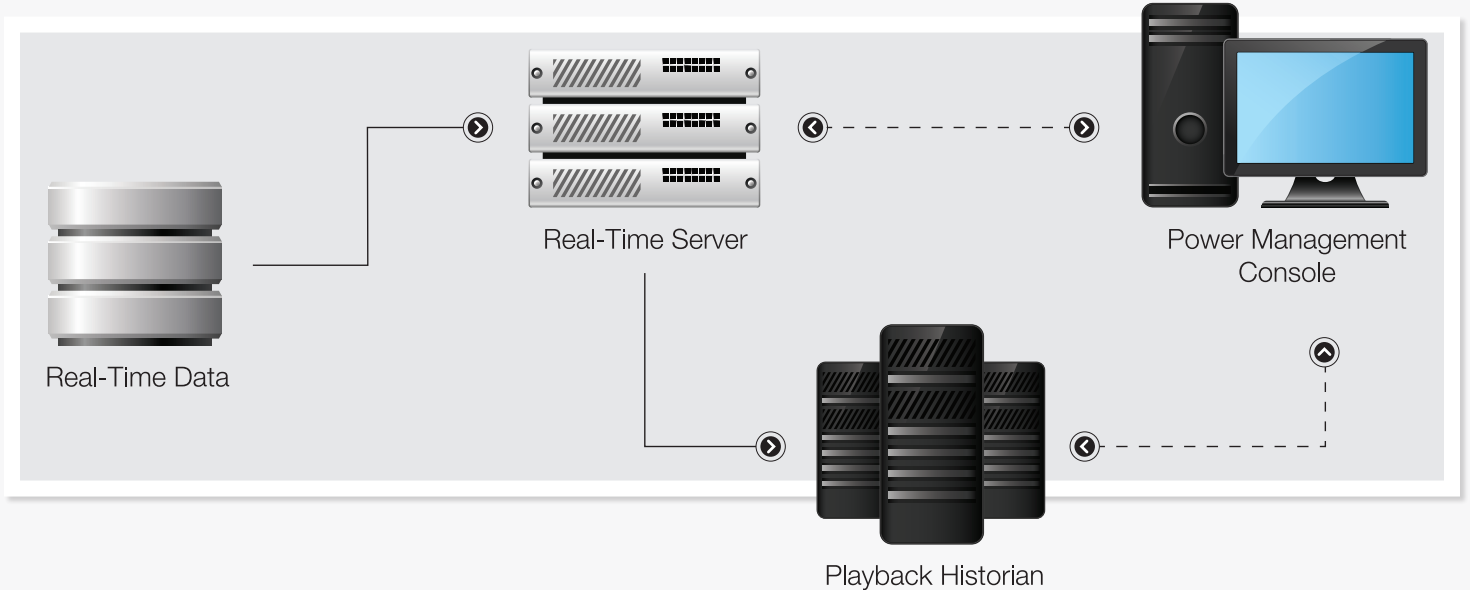 Real-Time Server
Power Management
Console
Real-Time Data
Playback Historian